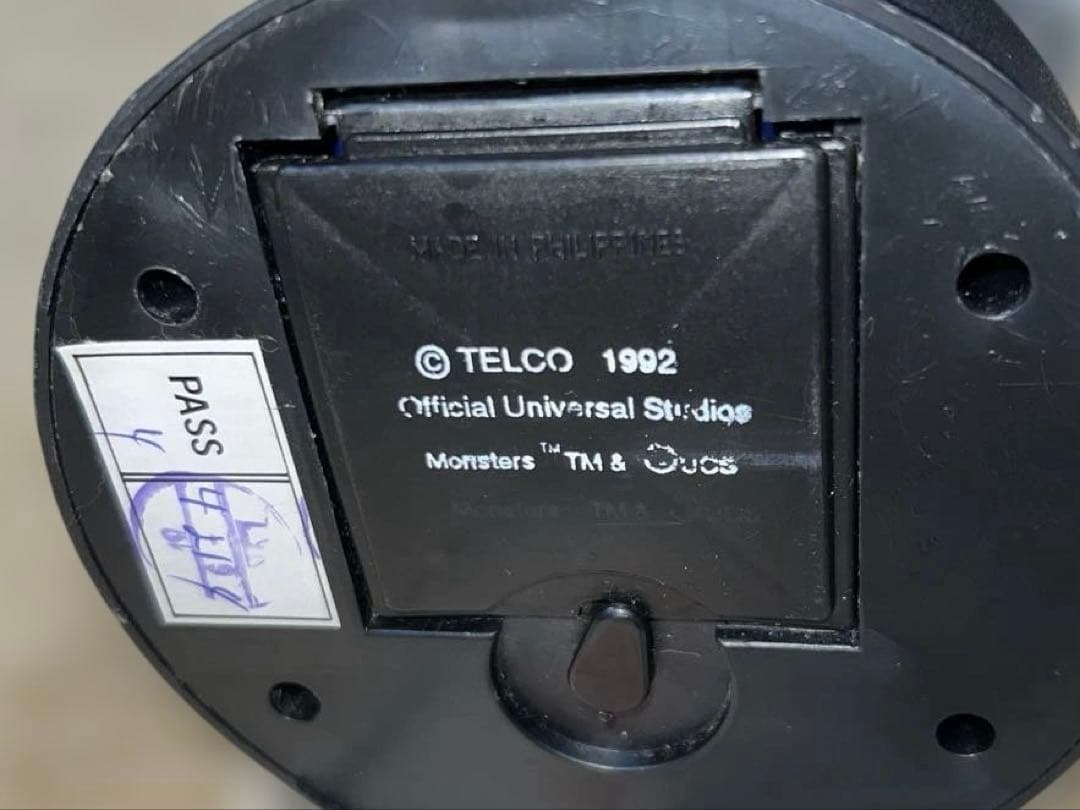 MADE IN PHILIPPINES
© TELCO 1992
Official Universal Studios
Monsters ™ TM &
PASS